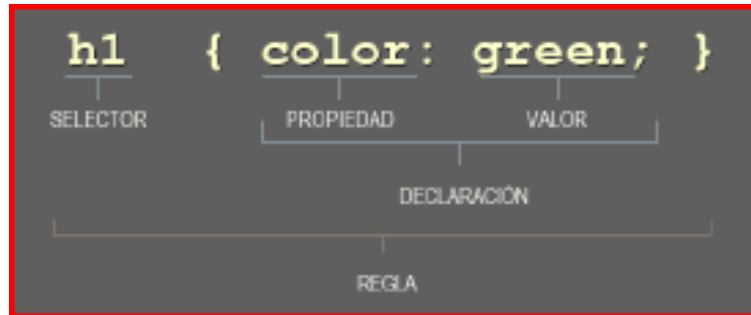 h1 { color: green; }
SELECTOR PROPIEDAD VALOR
DECLARACIÓN
REGLA